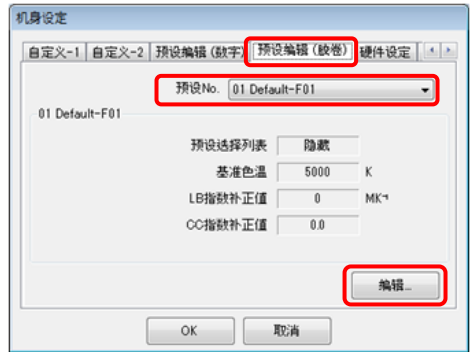 机身设定
自定义-1 自定义-2 预设编辑 (数字) 预设编辑 (胶卷) 硬件设定
预设No. 01 Default-F01
01 Default-F01
预设选择列表 隐藏
基准色温 5000 K
LB指数补正值 0 MK⁻¹
CC指数补正值 0.0
编辑...
OK 取消